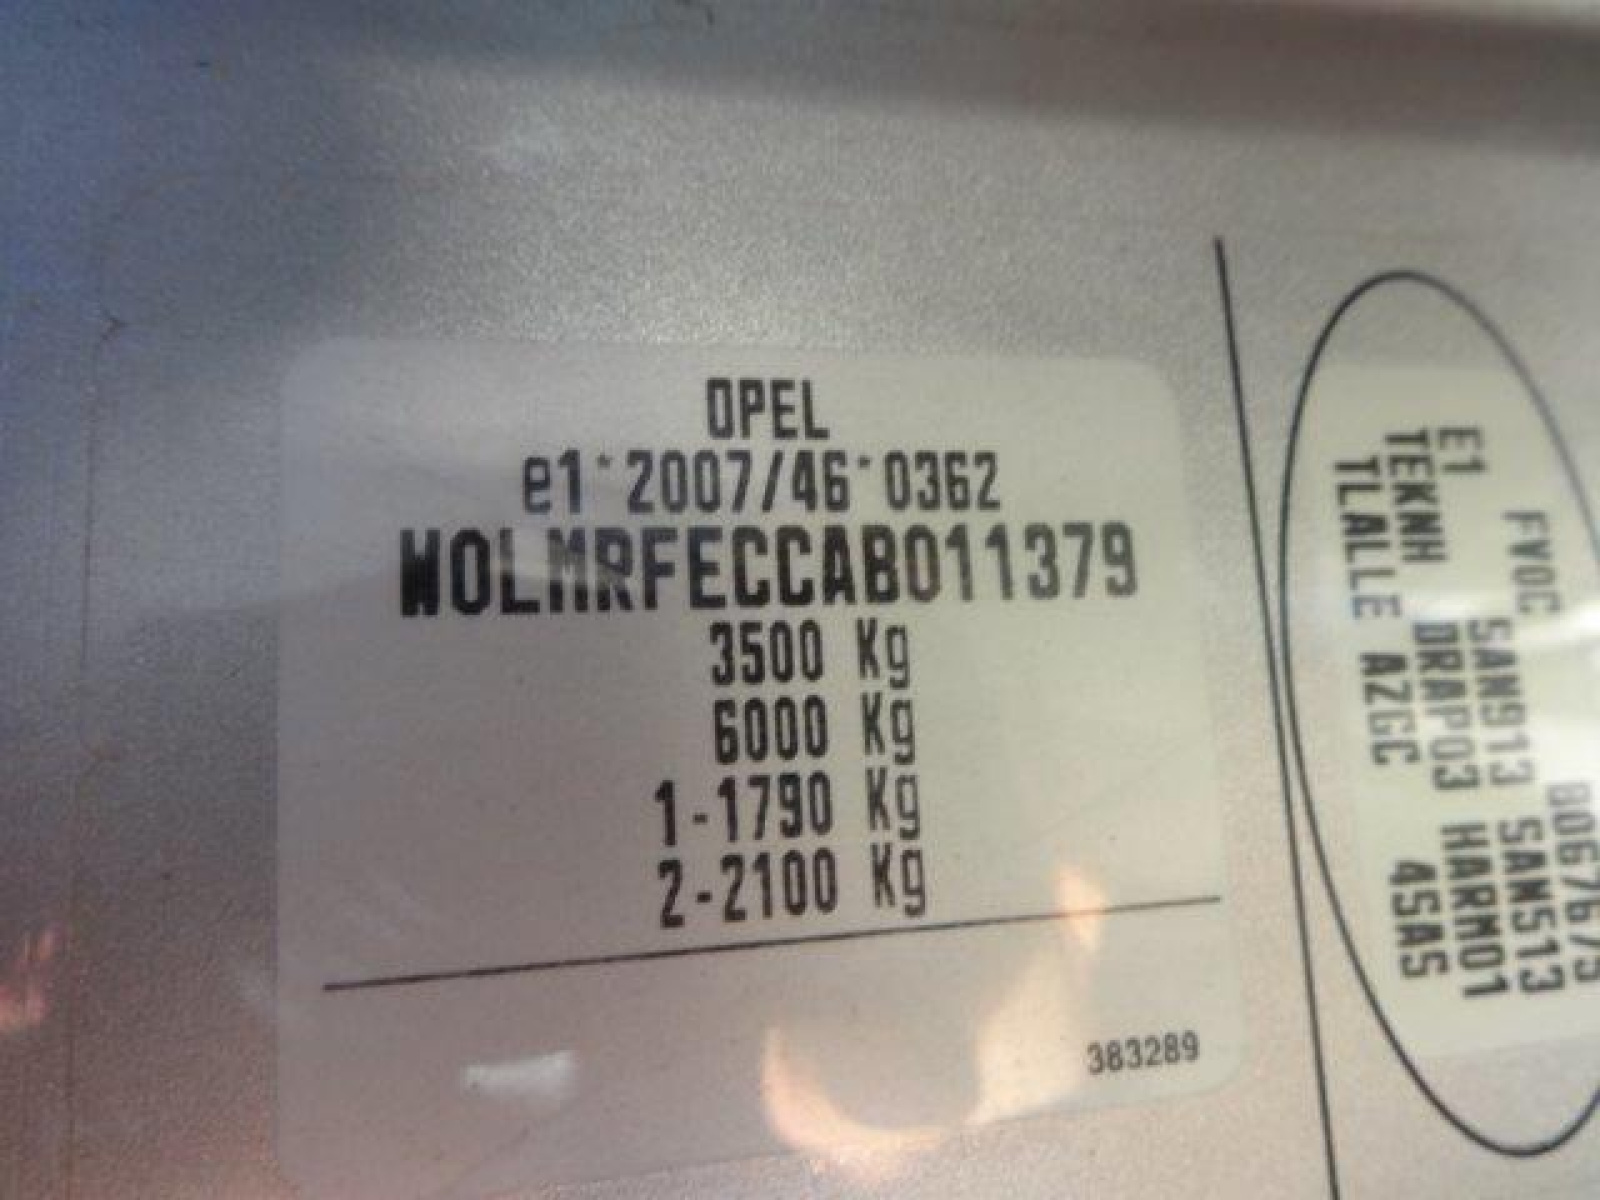 OPEL
e1*2007/46*0362
W0LMRFECCAB011379
3500 Kg
6000 Kg
1-1790 Kg
2-2100 Kg
383289
FVOC B067675
E1 SAN913 SAN513
TEKNH DRAP03 HARM01
TLALLE AZGC 45AS